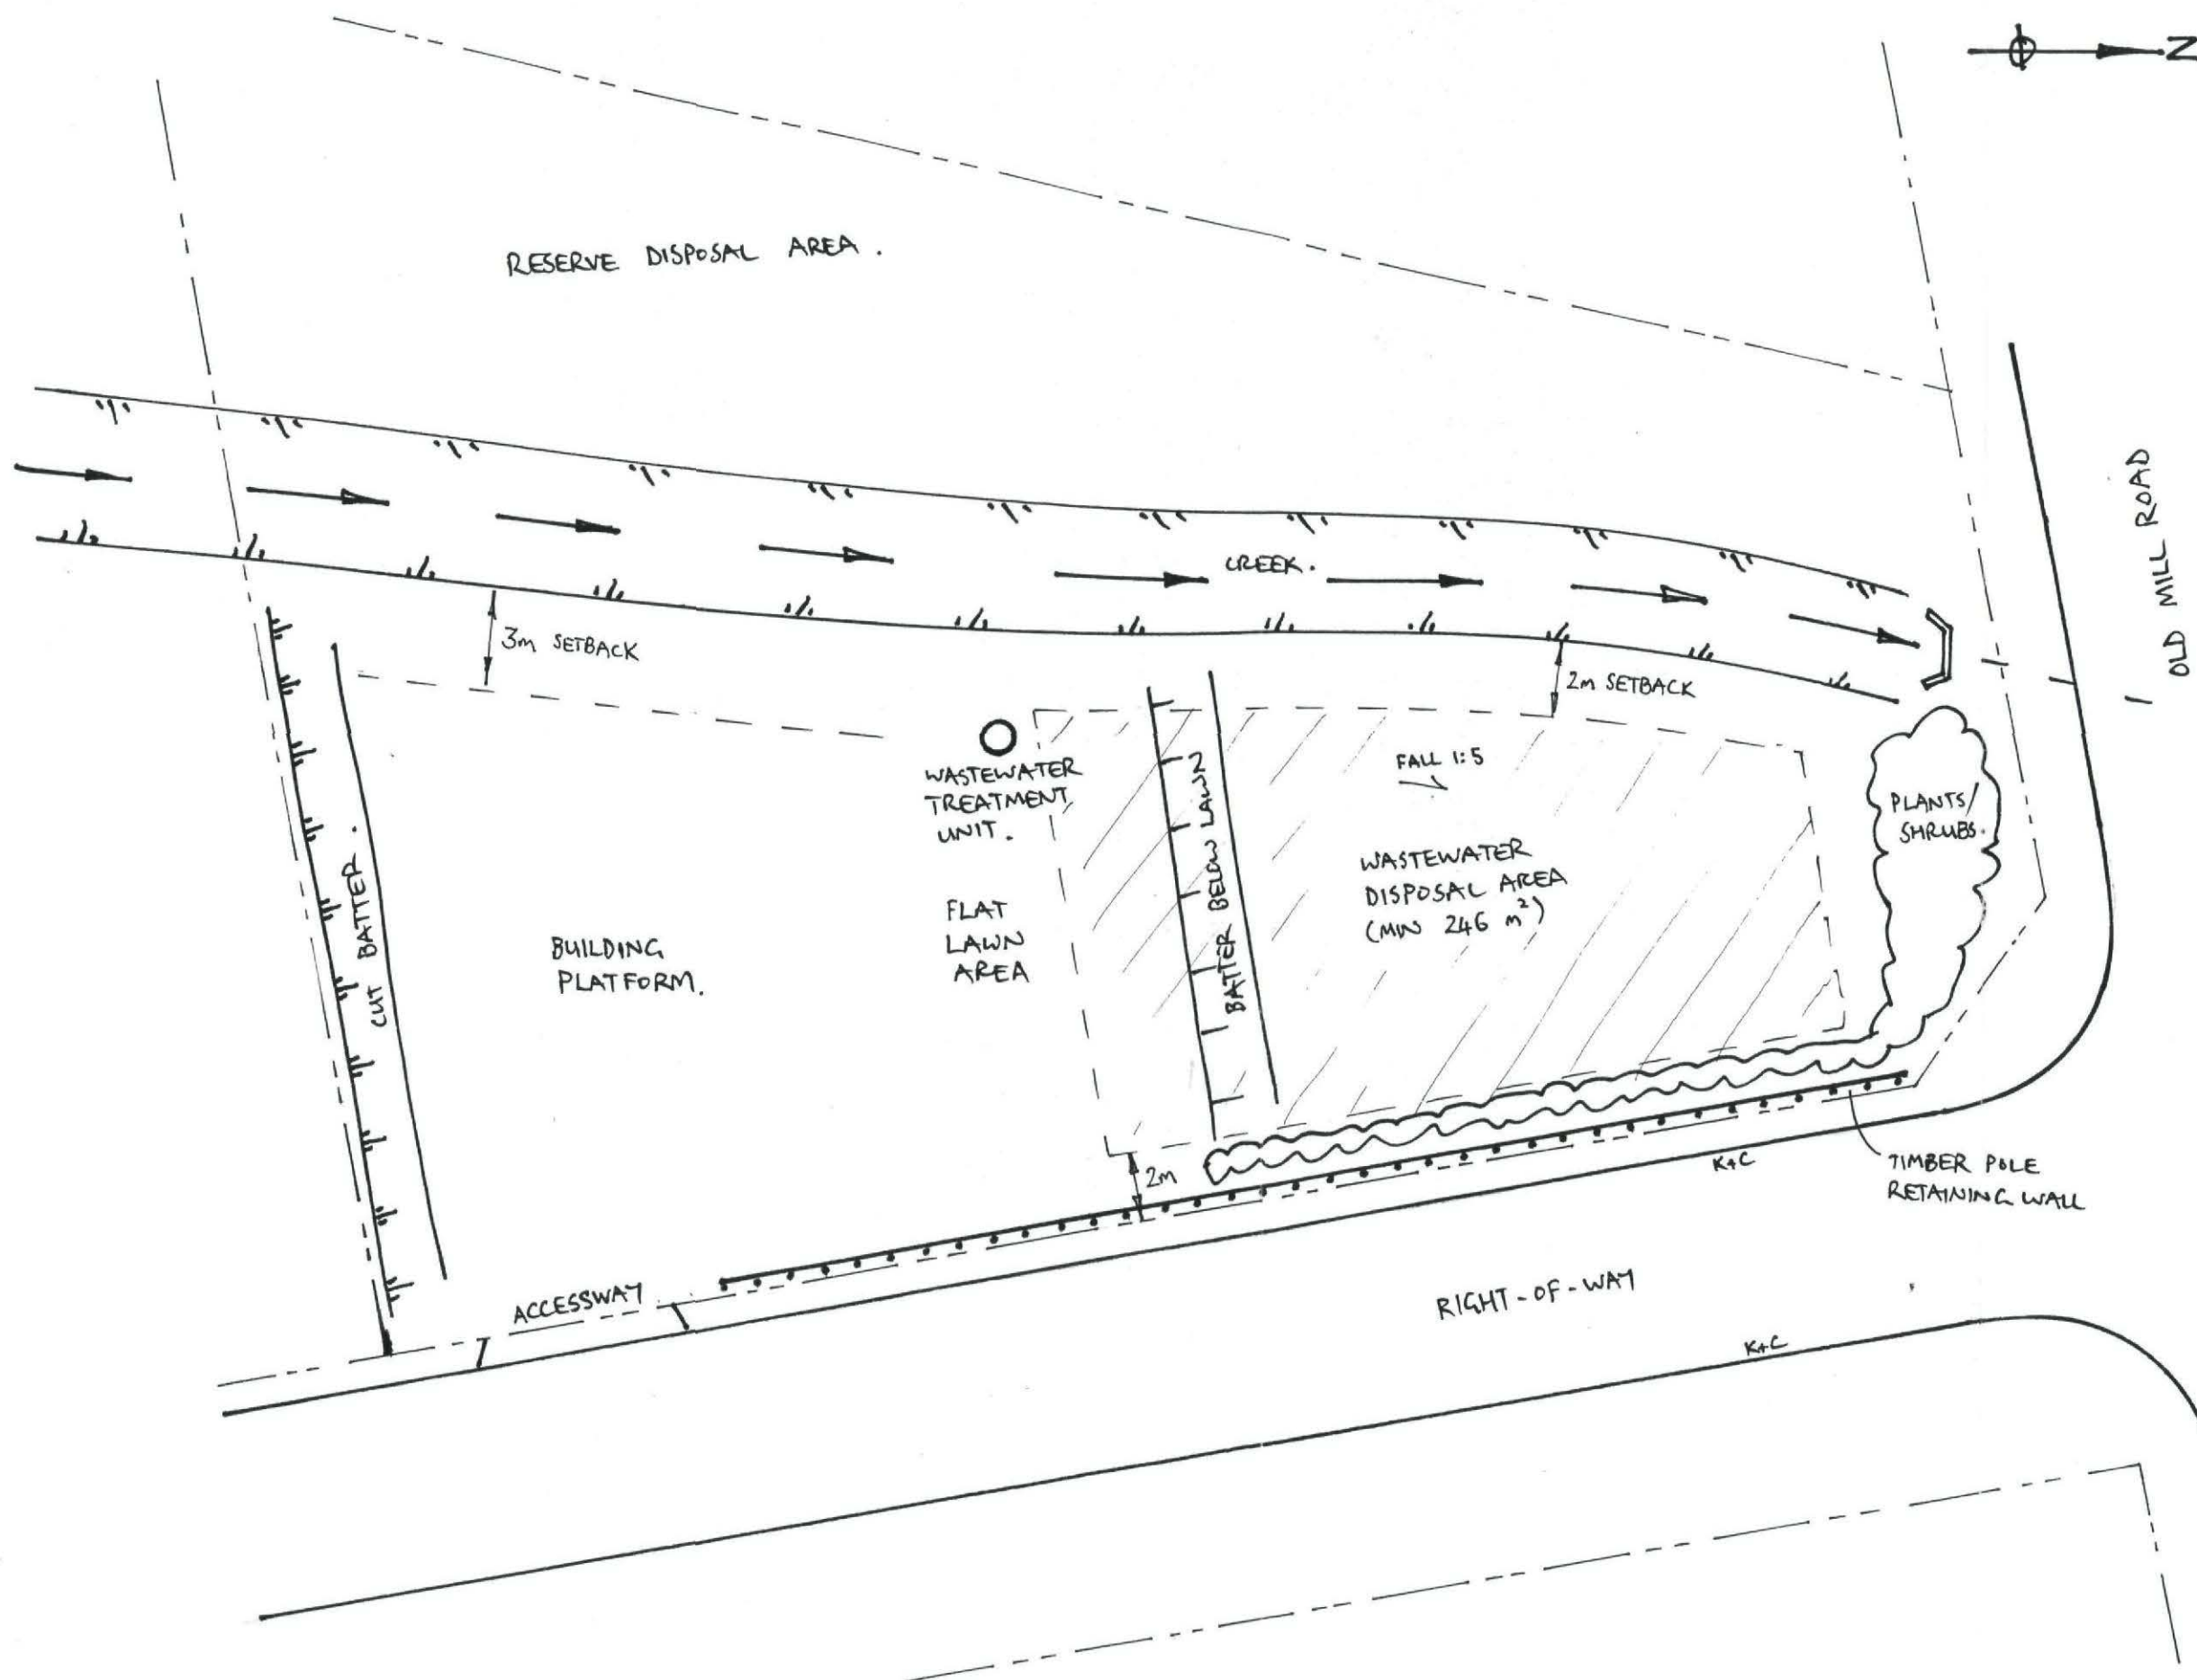 N
RESERVE DISPOSAL AREA.
OLD MILL ROAD
CREEK.
3m SETBACK
2m SETBACK
FALL 1:5
WASTEWATER
TREATMENT
UNIT.
PLANTS/
SHRUBS.
BATTER BELOW LAWN
WASTEWATER
DISPOSAL AREA
(MIN 246 m²)
CUT BATTER.
FLAT
LAWN
AREA
BUILDING
PLATFORM.
2m
K+C
TIMBER POLE
RETAINING WALL
ACCESSWAY
RIGHT-OF-WAY
K+C